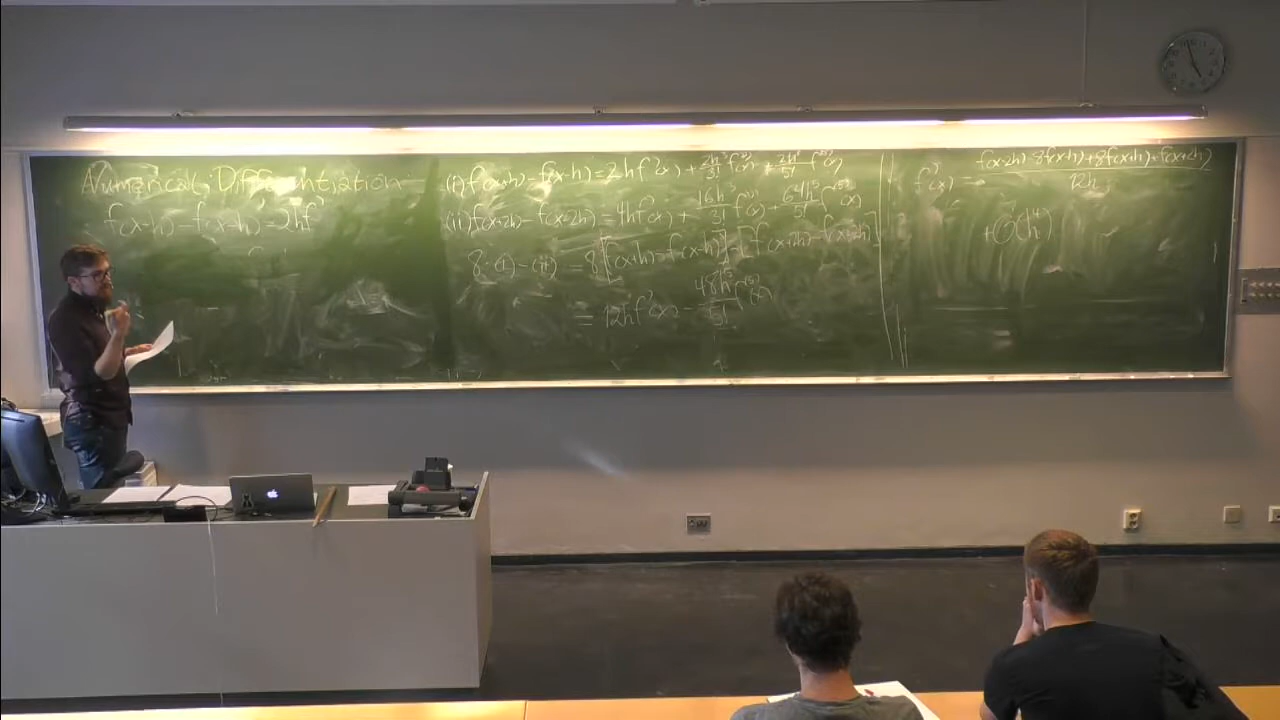 Numerical Differentiation
f(x+h) - f(x-h) = 2hf'
(i) f(x+h) - f(x-h) = 2hf'(x) + 2h³/3! f⁽³⁾(x) + 2h⁵/5! f⁽⁵⁾(x)
(ii) f(x+2h) - f(x-2h) = 4hf'(x) + 16h³/3! f⁽³⁾(x) + 64h⁵/5! f⁽⁵⁾(x)
8·(i) - (ii) = 8[f(x+h) - f(x-h)] - [f(x+2h) - f(x-2h)]
= 12hf'(x) - 48h⁵/5! f⁽⁵⁾(x)
f'(x) = f(x-2h) - 8f(x-h) + 8f(x+h) + f(x+2h) / 12h
+ O(h⁴)